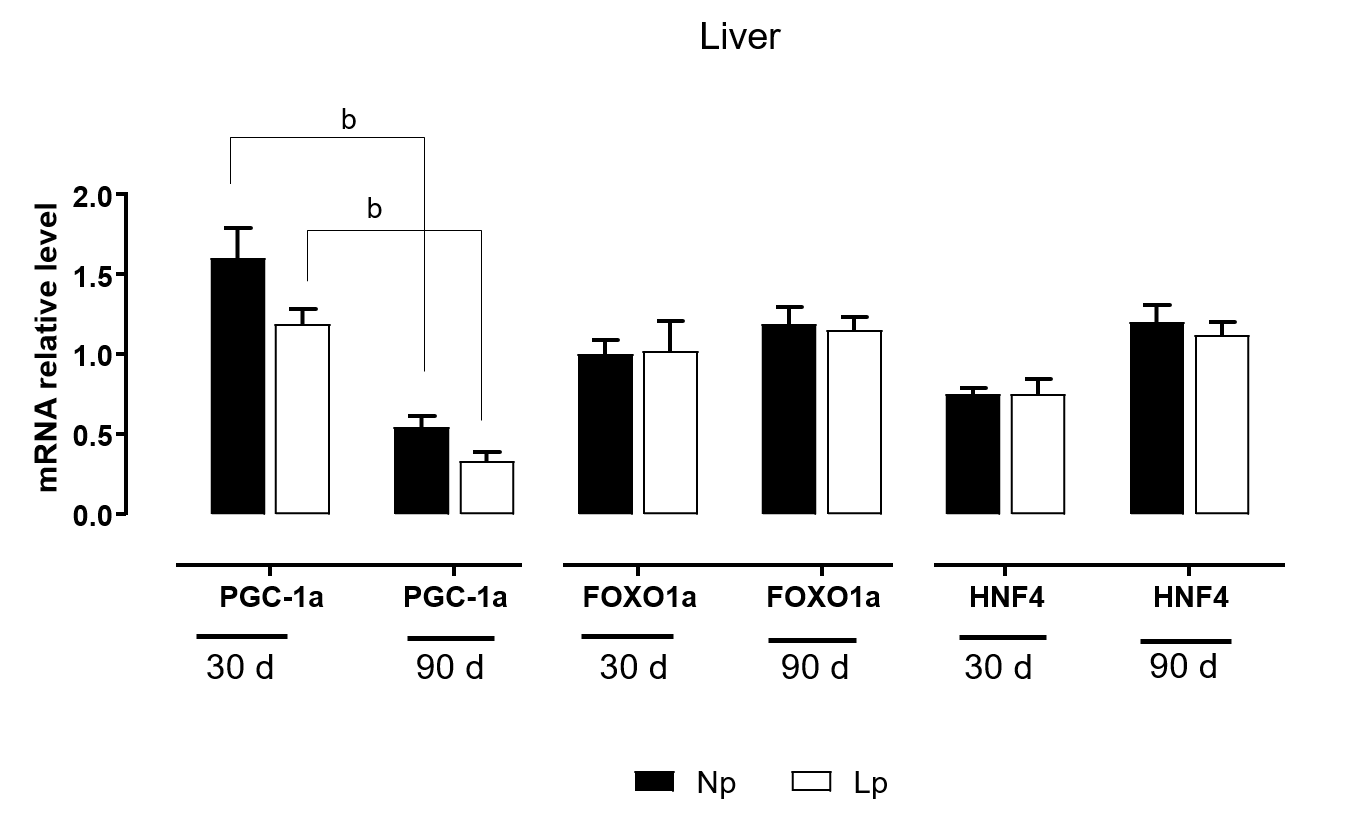 Liver
b
b
mRNA relative level
2.0
1.5
1.0
0.5
0.0
PGC-1a PGC-1a FOXO1a FOXO1a HNF4 HNF4
30 d 90 d 30 d 90 d 30 d 90 d
Np Lp